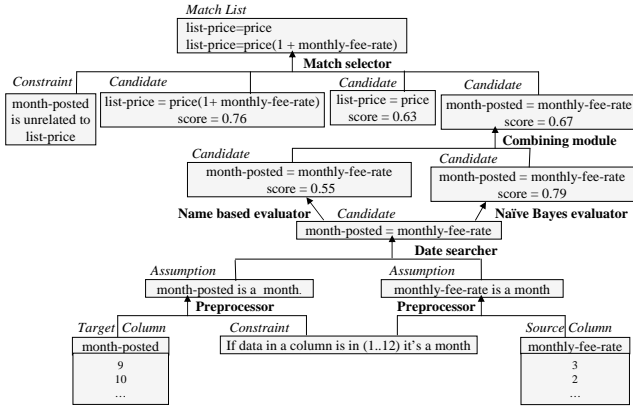 Match List
list-price=price
list-price=price(1 + monthly-fee-rate)
Match selector
Constraint
month-posted
is unrelated to
list-price
Candidate
list-price = price(1+ monthly-fee-rate)
score = 0.76
Candidate
list-price = price
score = 0.63
Candidate
month-posted = monthly-fee-rate
score = 0.67
Combining module
Candidate
month-posted = monthly-fee-rate
score = 0.55
Candidate
month-posted = monthly-fee-rate
score = 0.79
Name based evaluator
Candidate
Naïve Bayes evaluator
month-posted = monthly-fee-rate
Date searcher
Assumption
month-posted is a month.
Assumption
monthly-fee-rate is a month
Preprocessor
Preprocessor
Target Column
month-posted
9
10
...
Constraint
If data in a column is in (1..12) it's a month
Source Column
monthly-fee-rate
3
2
...